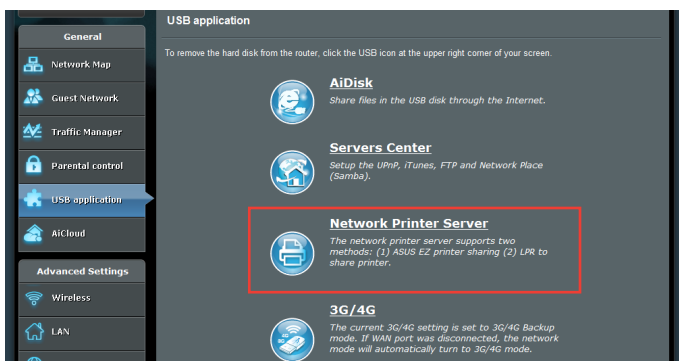 USB application
To remove the hard disk from the router, click the USB icon at the upper right corner of your screen.
General
Network Map
Guest Network
Traffic Manager
Parental control
USB application
AiCloud
Advanced Settings
Wireless
LAN
AiDisk
Share files in the USB disk through the Internet.
Servers Center
Setup the UPnP, iTunes, FTP and Network Place
(Samba).
Network Printer Server
The network printer server supports two
methods: (1) ASUS EZ printer sharing (2) LPR to
share printer.
3G/4G
The current 3G/4G setting is set to 3G/4G Backup
mode. If WAN port was disconnected, the network
mode will automatically turn to 3G/4G mode.